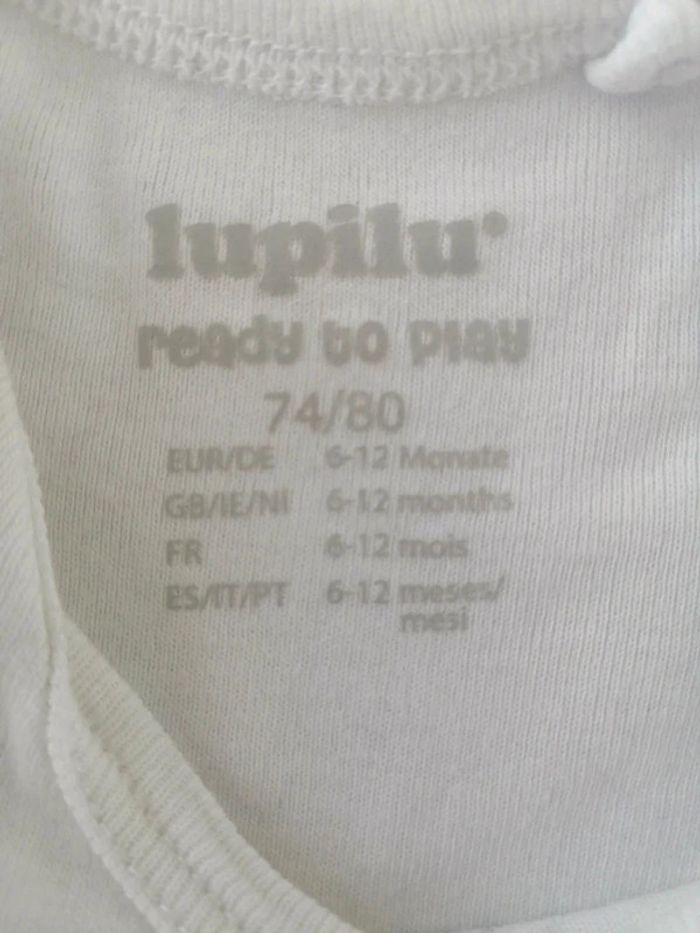 lupilu®
ready to play
74/80
EUR/DE 6-12 Monate
GB/IE/NI 6-12 months
FR 6-12 mois
ES/IT/PT 6-12 meses/
mesi